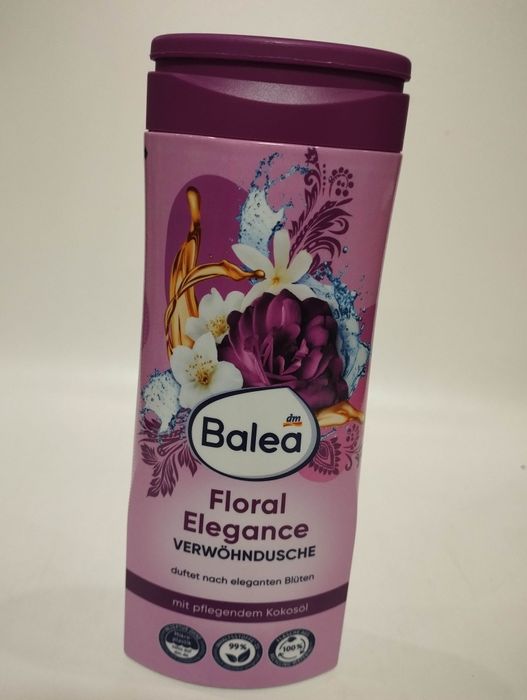 dm
Balea
Floral
Elegance
VERWÖHNDUSCHE
duftet nach eleganten Blüten
mit pflegendem Kokosöl
99%
100%